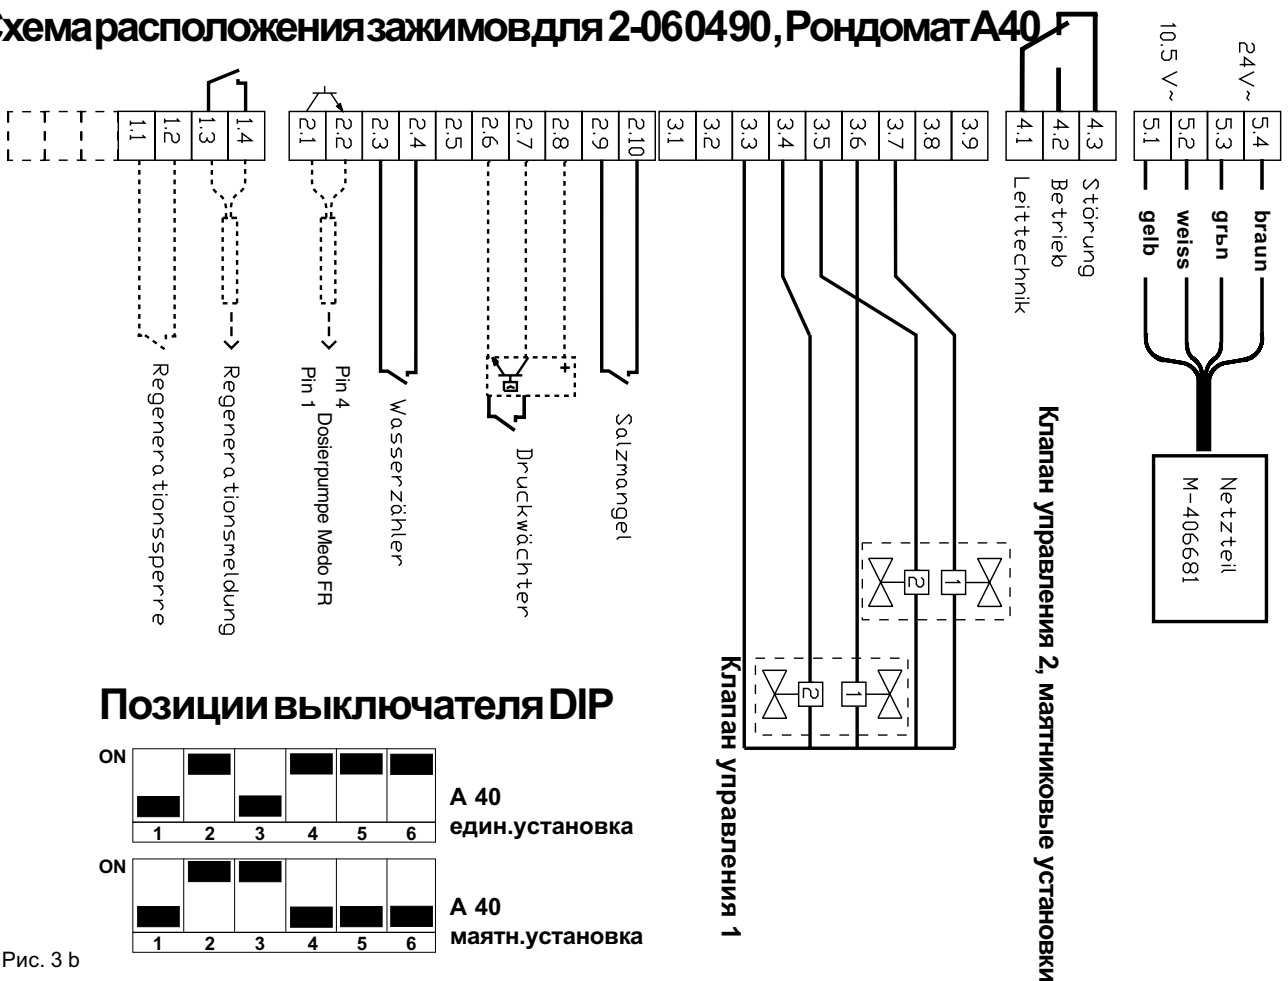 Схема расположения зажимов для 2-060490, Рондомат A40
1.1 1.2 1.3 1.4
2.1 2.2 2.3 2.4 2.5 2.6 2.7 2.8 2.9 2.10
3.1 3.2 3.3 3.4 3.5 3.6 3.7 3.8 3.9
4.1 4.2 4.3
5.1 5.2 5.3 5.4
10.5 V~
24V~
Regenerationssperre
Regenerationsmeldung
Pin 4
Pin 1
Dosierpumpe Medo FR
Wasserzähler
Druckwächter
+
Salzmangel
Leittechnik
Betrieb
Störung
gelb
weiss
grьn
braun
Netzteil
M-406681
2 1
2 1
Клапан управления 1
Клапан управления 2, маятниковые установки
Позиции выключателя DIP
ON
1 2 3 4 5 6
A 40
един.установка
ON
1 2 3 4 5 6
A 40
маятн.установка
Рис. 3 b